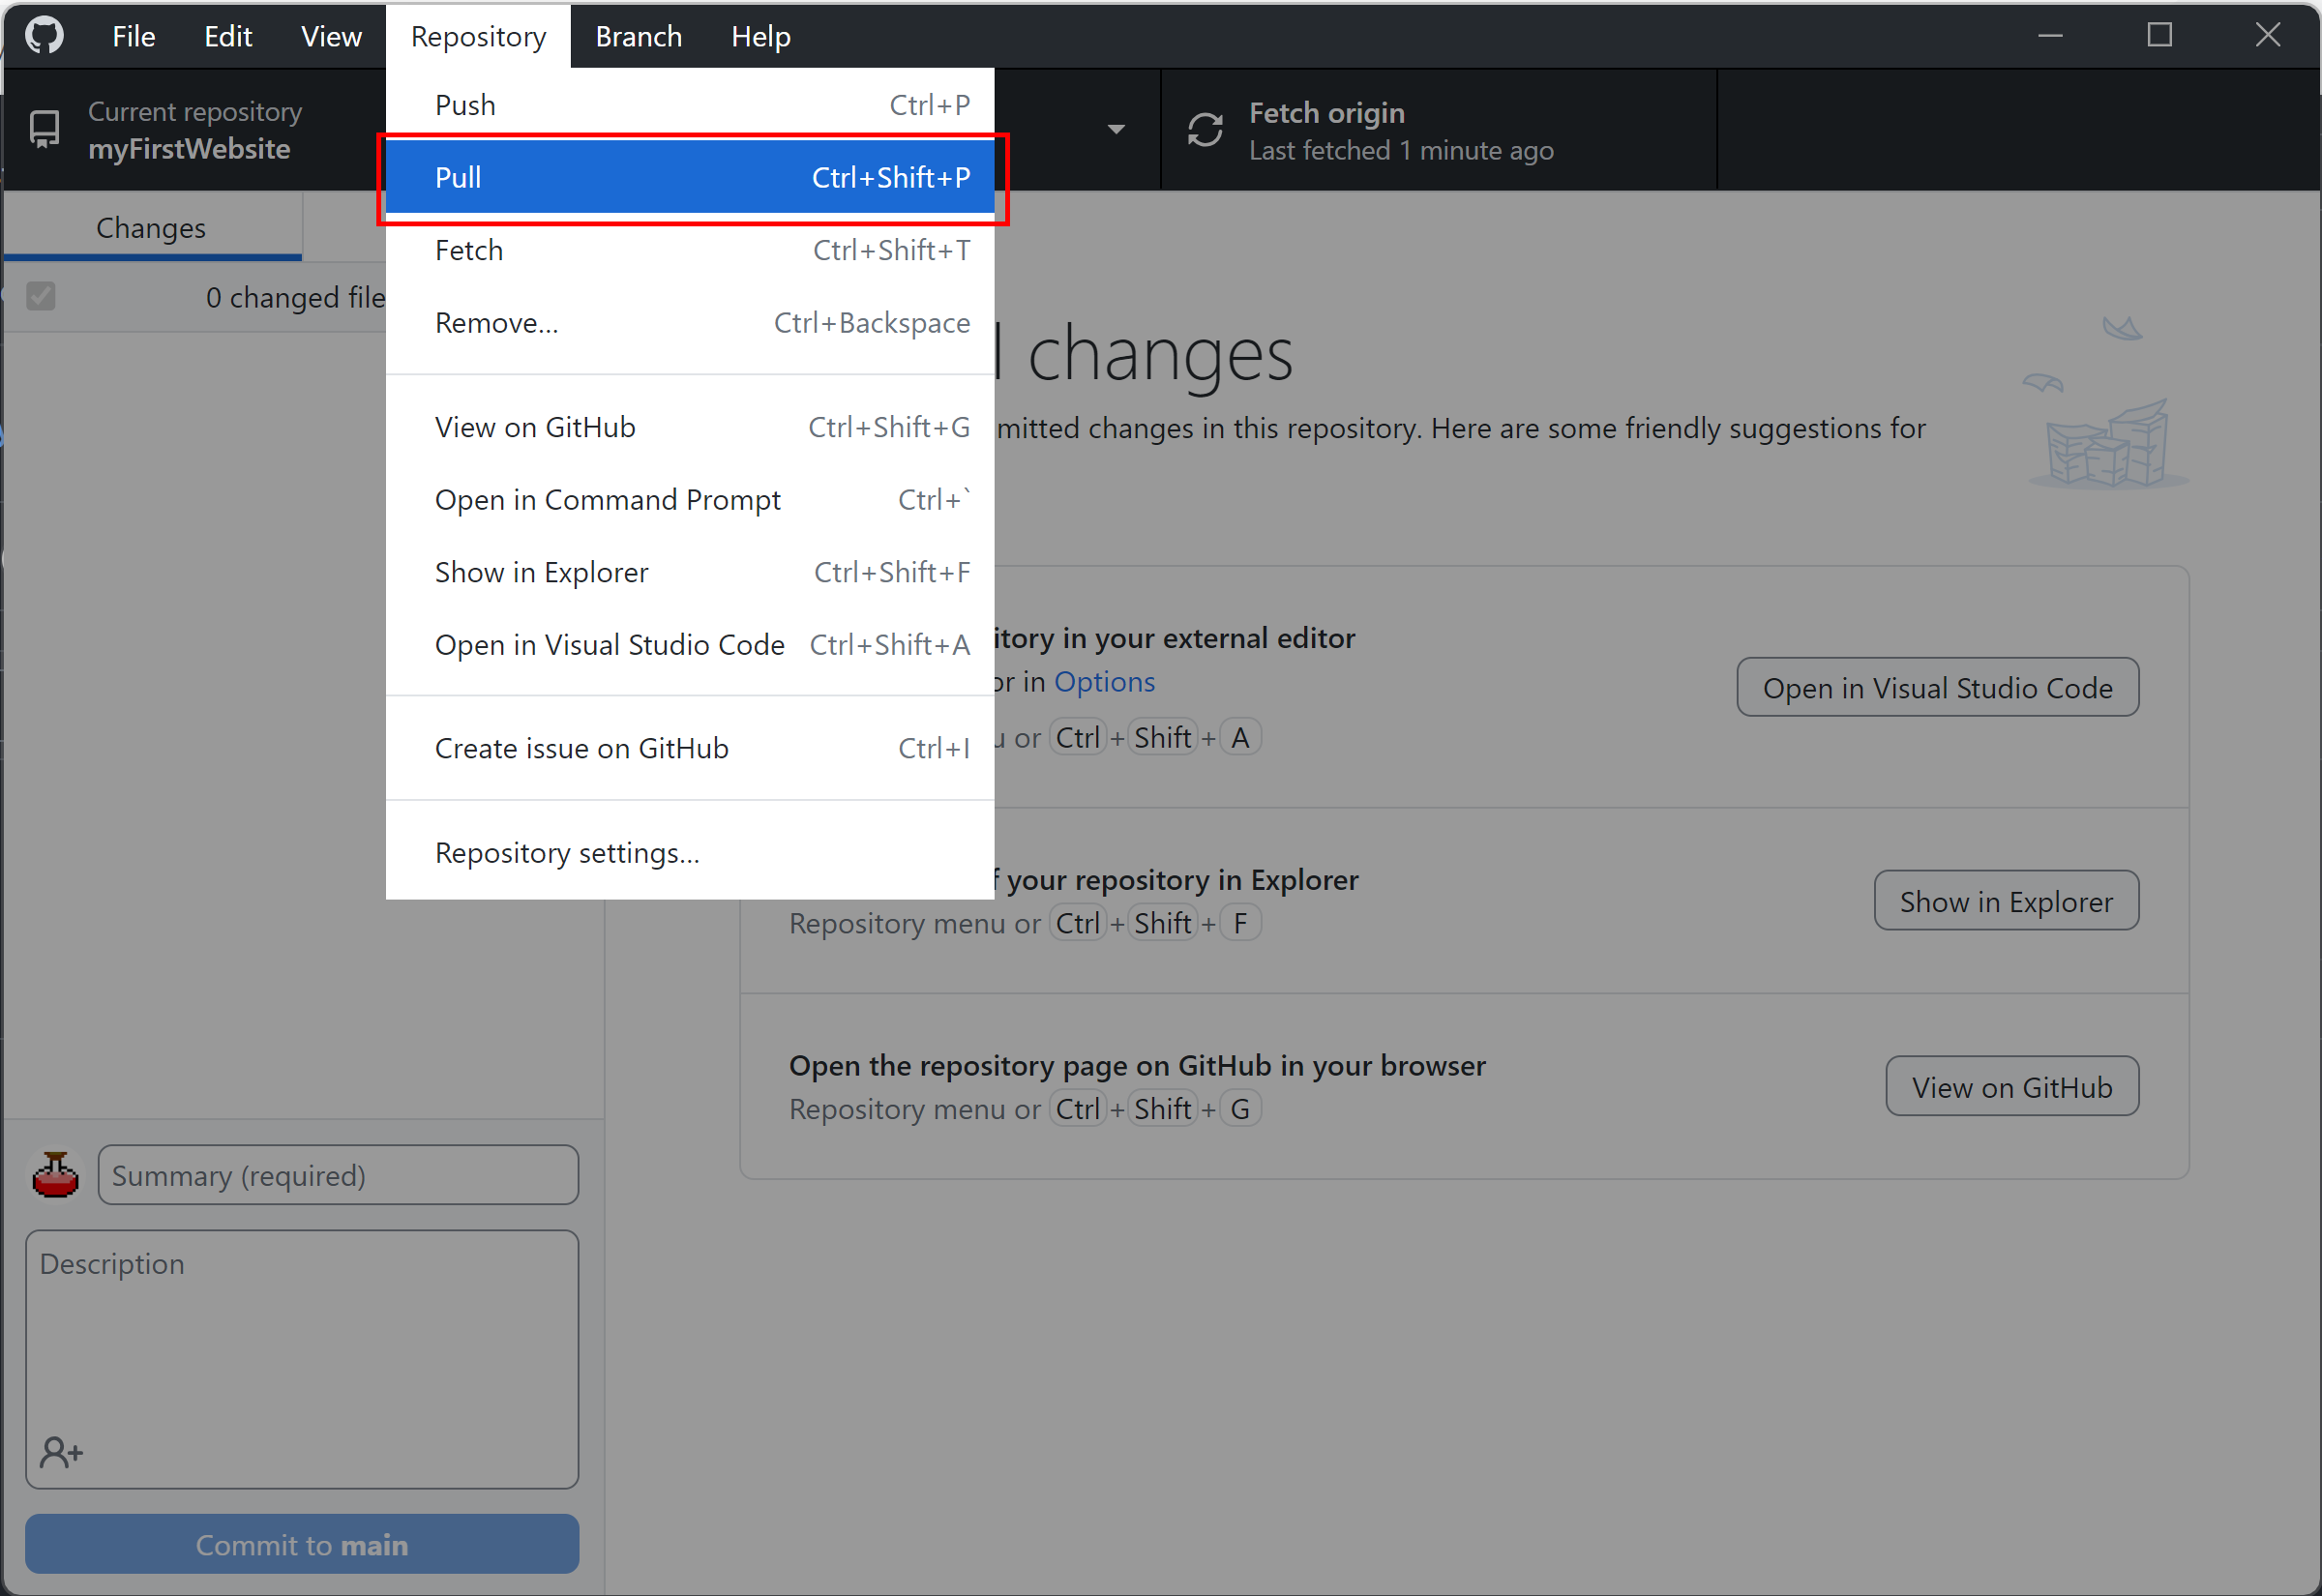 File Edit View Repository Branch Help
Current repository
myFirstWebsite
Fetch origin
Last fetched 1 minute ago
Push Ctrl+P
Pull Ctrl+Shift+P
Fetch Ctrl+Shift+T
Remove... Ctrl+Backspace
View on GitHub Ctrl+Shift+G
Open in Command Prompt Ctrl+`
Show in Explorer Ctrl+Shift+F
Open in Visual Studio Code Ctrl+Shift+A
Create issue on GitHub Ctrl+I
Repository settings...
Changes
0 changed file
changes
mitted changes in this repository. Here are some friendly suggestions for
itory in your external editor
or in Options
or Ctrl + Shift + A
Open in Visual Studio Code
f your repository in Explorer
Repository menu or Ctrl + Shift + F
Show in Explorer
Open the repository page on GitHub in your browser
Repository menu or Ctrl + Shift + G
View on GitHub
Summary (required)
Description
Commit to main